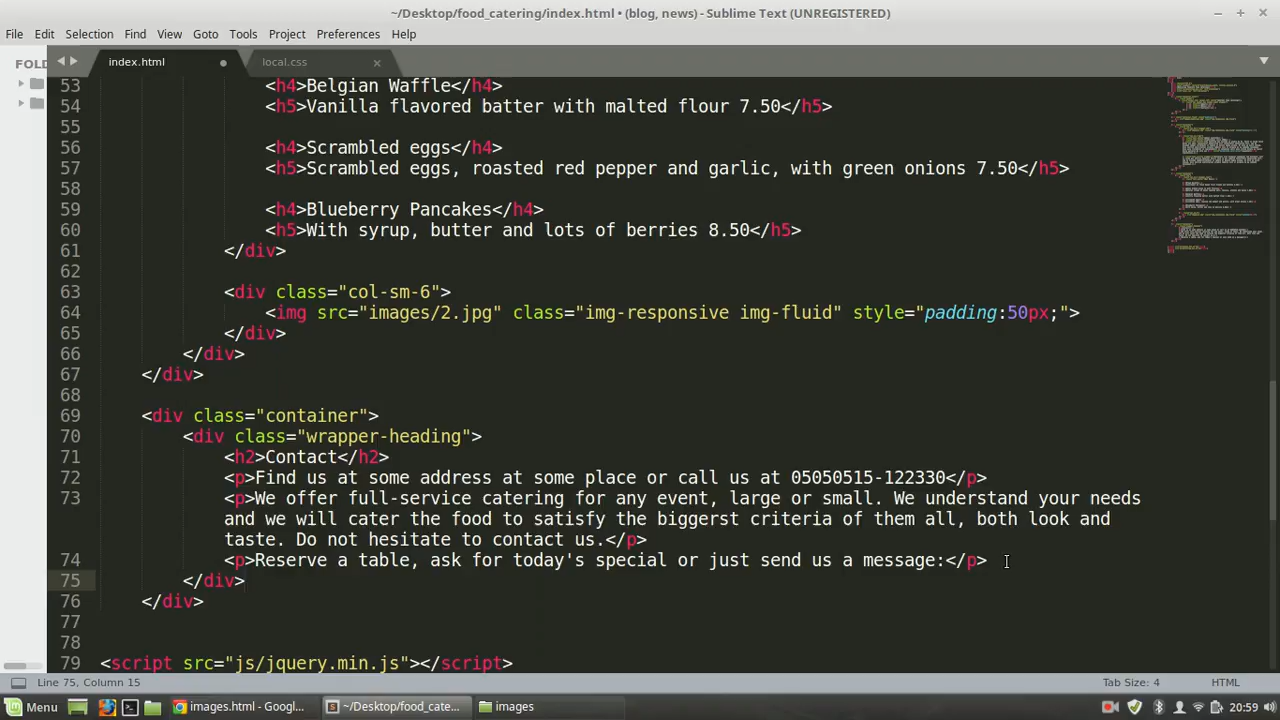 ~/Desktop/food_catering/index.html • (blog, news) - Sublime Text (UNREGISTERED)
File Edit Selection Find View Goto Tools Project Preferences Help
FOLD
index.html local.css
53 <h4>Belgian Waffle</h4>
54 <h5>Vanilla flavored batter with malted flour 7.50</h5>
55
56 <h4>Scrambled eggs</h4>
57 <h5>Scrambled eggs, roasted red pepper and garlic, with green onions 7.50</h5>
58
59 <h4>Blueberry Pancakes</h4>
60 <h5>With syrup, butter and lots of berries 8.50</h5>
61 </div>
62
63 <div class="col-sm-6">
64 <img src="images/2.jpg" class="img-responsive img-fluid" style="padding:50px;">
65 </div>
66 </div>
67 </div>
68
69 <div class="container">
70 <div class="wrapper-heading">
71 <h2>Contact</h2>
72 <p>Find us at some address at some place or call us at 05050515-122330</p>
73 <p>We offer full-service catering for any event, large or small. We understand your needs
and we will cater the food to satisfy the biggerst criteria of them all, both look and
taste. Do not hesitate to contact us.</p>
74 <p>Reserve a table, ask for today's special or just send us a message:</p>
75 </div>
76 </div>
77
78
79 <script src="js/jquery.min.js"></script>
Line 75, Column 15 Tab Size: 4 HTML
Menu images.html - Googl... ~/Desktop/food_cate... images 20:59